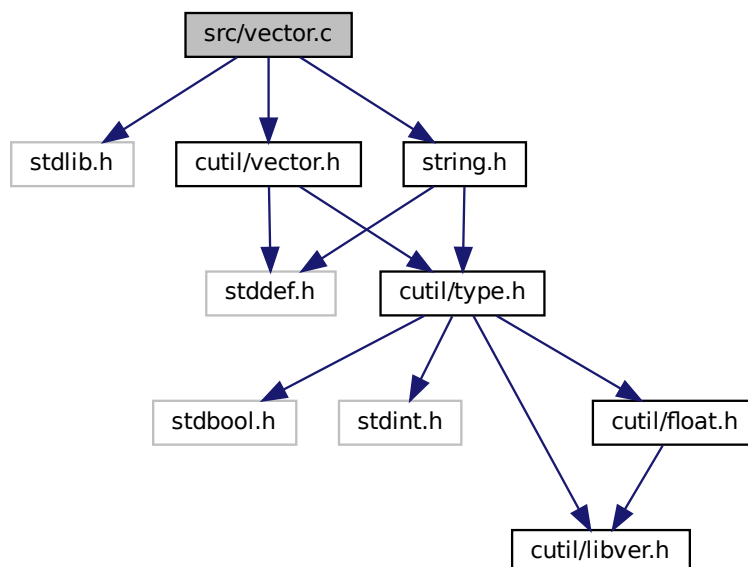 src/vector.c
stdlib.h
cutil/vector.h
string.h
stddef.h
cutil/type.h
stdbool.h
stdint.h
cutil/float.h
cutil/libver.h